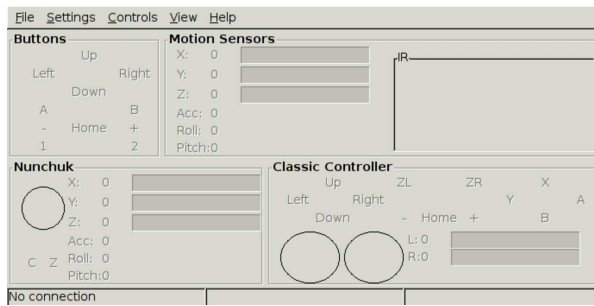 File Settings Controls View Help
Buttons
Up
Left Right
Down
A B
- Home +
1 2
Motion Sensors
X: 0
Y: 0
Z: 0
Acc: 0
Roll: 0
Pitch:0
IR
Nunchuk
X: 0
Y: 0
Z: 0
Acc: 0
C Z Roll: 0
Pitch:0
Classic Controller
Up ZL ZR X
Left Right Y A
Down - Home + B
L: 0
R:0
No connection